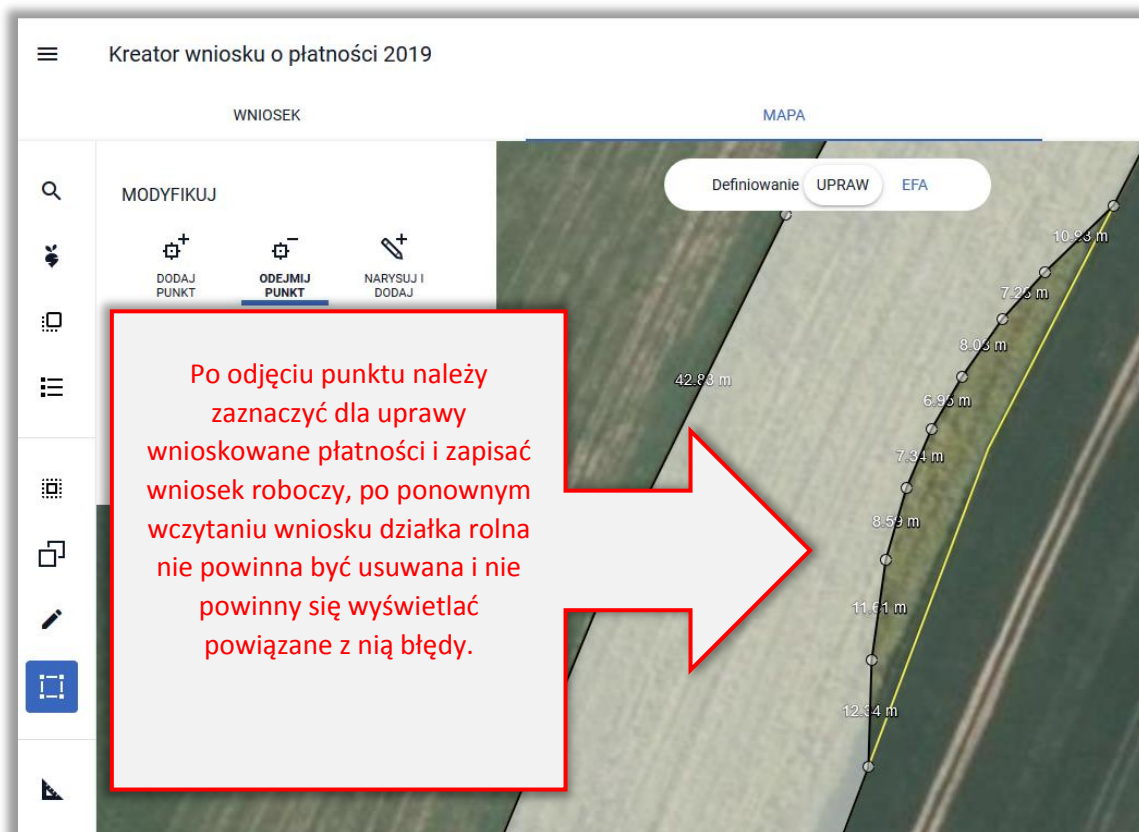 Kreator wniosku o płatności 2019
WNIOSEK
MAPA
MODYFIKUJ
DODAJ
PUNKT
ODEJMIJ
PUNKT
NARYSUJ I
DODAJ
Definiowanie UPRAW EFA
Po odjęciu punktu należy
zaznaczyć dla uprawy
wnioskowane płatności i zapisać
wniosek roboczy, po ponownym
wczytaniu wniosku działka rolna
nie powinna być usuwana i nie
powinny się wyświetlać
powiązane z nią błędy.
10.93 m
7.25 m
8.03 m
42.83 m
6.95 m
7.34 m
8.59 m
11.61 m
12.34 m